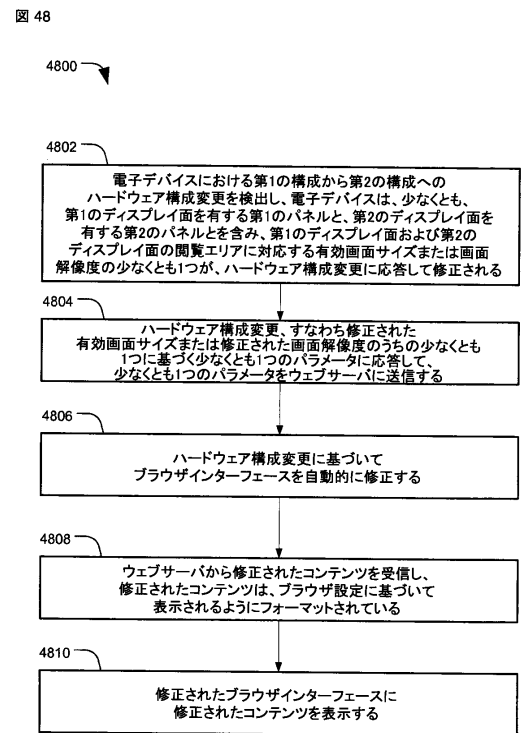 図 48
4800
4802
電子デバイスにおける第1の構成から第2の構成への
ハードウェア構成変更を検出し、電子デバイスは、少なくとも、
第1のディスプレイ面を有する第1のパネルと、第2のディスプレイ面を
有する第2のパネルとを含み、第1のディスプレイ面および第2の
ディスプレイ面の閲覧エリアに対応する有効画面サイズまたは画面
解像度の少なくとも1つが、ハードウェア構成変更に応答して修正される
4804
ハードウェア構成変更、すなわち修正された
有効画面サイズまたは修正された画面解像度のうちの少なくとも
1つに基づく少なくとも1つのパラメータに応答して、
少なくとも1つのパラメータをウェブサーバに送信する
4806
ハードウェア構成変更に基づいて
ブラウザインターフェースを自動的に修正する
4808
ウェブサーバから修正されたコンテンツを受信し、
修正されたコンテンツは、ブラウザ設定に基づいて
表示されるようにフォーマットされている
4810
修正されたブラウザインターフェースに
修正されたコンテンツを表示する